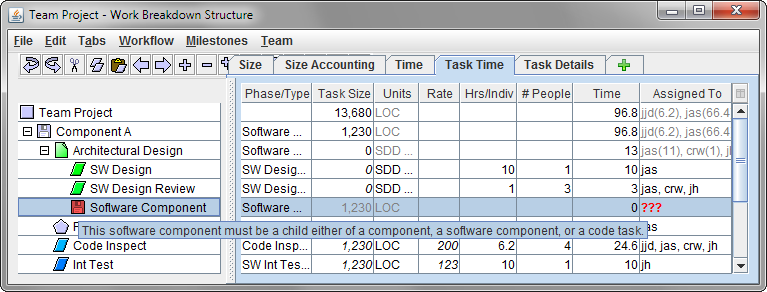 Team Project - Work Breakdown Structure
File Edit Tabs Workflow Milestones Team
Size Size Accounting Time Task Time Task Details
Phase/Type Task Size Units Rate Hrs/Indiv # People Time Assigned To
Team Project 13,680 LOC 96.8 jjd(6.2), jas(66.4
Component A Software ... 1,230 LOC 96.8 jjd(6.2), jas(66.4
Architectural Design Software ... 0 SDD ... 13 jas(11), crw(1), jh
SW Design SW Desig... 0 SDD ... 10 1 10 jas
SW Design Review SW Desig... 0 SDD ... 1 3 3 jas, crw, jh
Software Component Software ... 1,230 LOC 0 ???
This software component must be a child either of a component, a software component, or a code task.
Code Inspect Code Insp... 1,230 LOC 200 6.2 4 24.6 jjd, jas, crw, jh
Int Test SW Int Tes... 1,230 LOC 123 10 1 10 jh